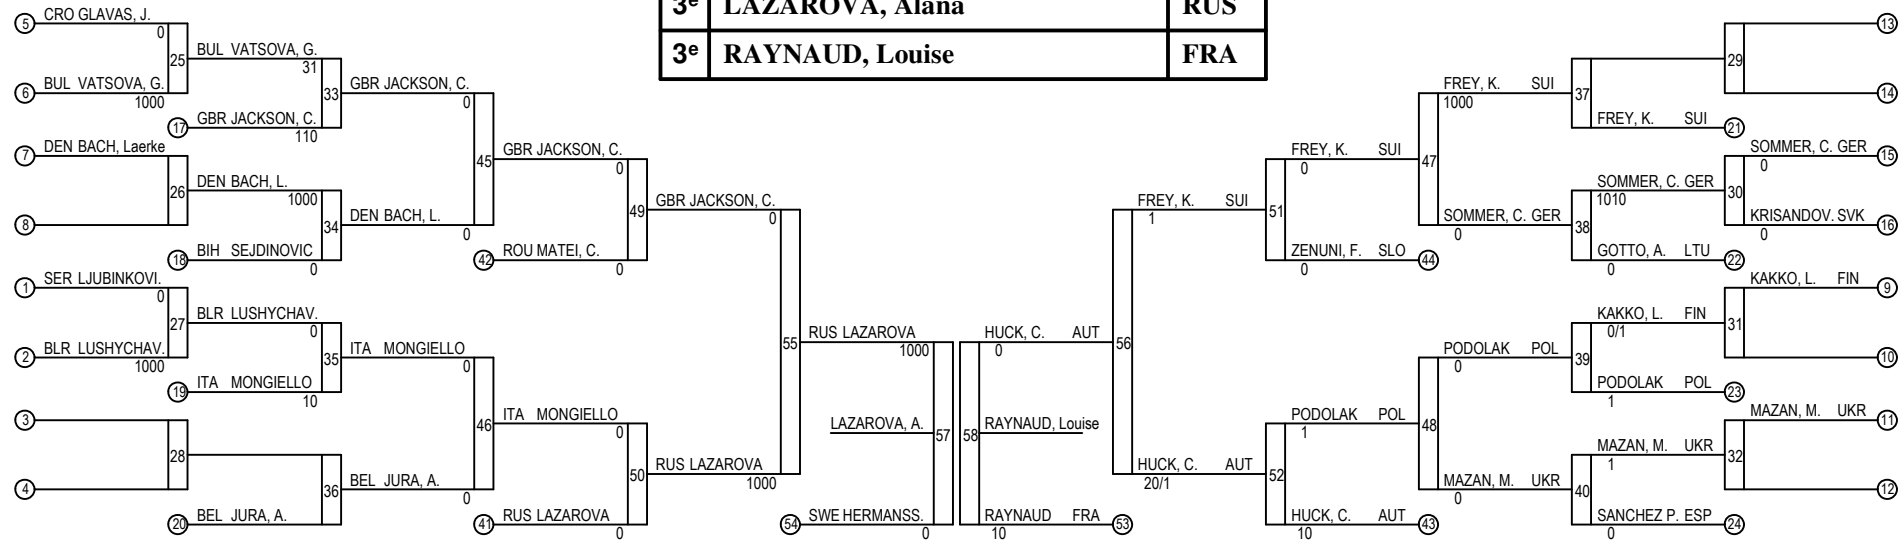 3e LAZAROVA, Alana RUS
3e RAYNAUD, Louise FRA
5 CRO GLAVAS, J.
0
25
BUL VATSOVA, G.
31
6 BUL VATSOVA, G.
1000
33
GBR JACKSON, C.
0
17 GBR JACKSON, C.
110
7 DEN BACH, Laerke
26
DEN BACH, L.
1000
8
34
DEN BACH, L.
0
18 BIH SEJDINOVIC
0
45
GBR JACKSON, C.
0
49
GBR JACKSON, C.
0
42 ROU MATEI, C.
0
1 SER LJUBINKOVI.
0
27
BLR LUSHYCHAV.
0
2 BLR LUSHYCHAV.
1000
35
ITA MONGIELLO
0
19 ITA MONGIELLO
10
3
28
4
36
BEL JURA, A.
0
20 BEL JURA, A.
46
ITA MONGIELLO
0
50
RUS LAZAROVA
1000
41 RUS LAZAROVA
0
55
RUS LAZAROVA
1000
LAZAROVA, A.
57
54 SWE HERMANSS.
0
HUCK, C. AUT
0
58
RAYNAUD, Louise
RAYNAUD FRA 53
10
56
FREY, K. SUI
1
HUCK, C. AUT
20/1
51
FREY, K. SUI
0
ZENUNI, F. SLO 44
0
52
PODOLAK POL
1
HUCK, C. AUT 43
10
47
FREY, K. SUI
1000
SOMMER, C. GER
0
48
PODOLAK POL
0
MAZAN, M. UKR
0
37
FREY, K. SUI 21
38
SOMMER, C. GER
1010
GOTTO, A. LTU 22
0
39
KAKKO, L. FIN
0/1
PODOLAK POL 23
1
40
MAZAN, M. UKR
1
SANCHEZ P. ESP 24
0
29
13
14
30
SOMMER, C. GER 15
0
KRISANDOV. SVK 16
0
31
KAKKO, L. FIN 9
10
32
MAZAN, M. UKR 11
12